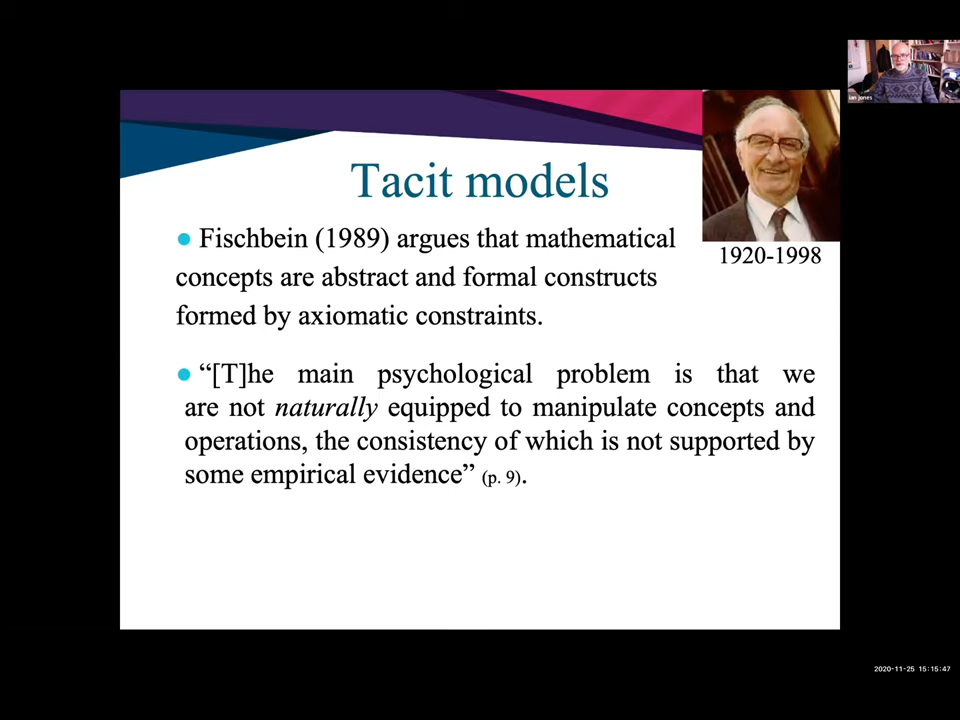 ian jones
Tacit models
1920-1998
● Fischbein (1989) argues that mathematical
concepts are abstract and formal constructs
formed by axiomatic constraints.
● “[T]he main psychological problem is that we
are not naturally equipped to manipulate concepts and
operations, the consistency of which is not supported by
some empirical evidence” (p. 9).
2020-11-25 15:15:47